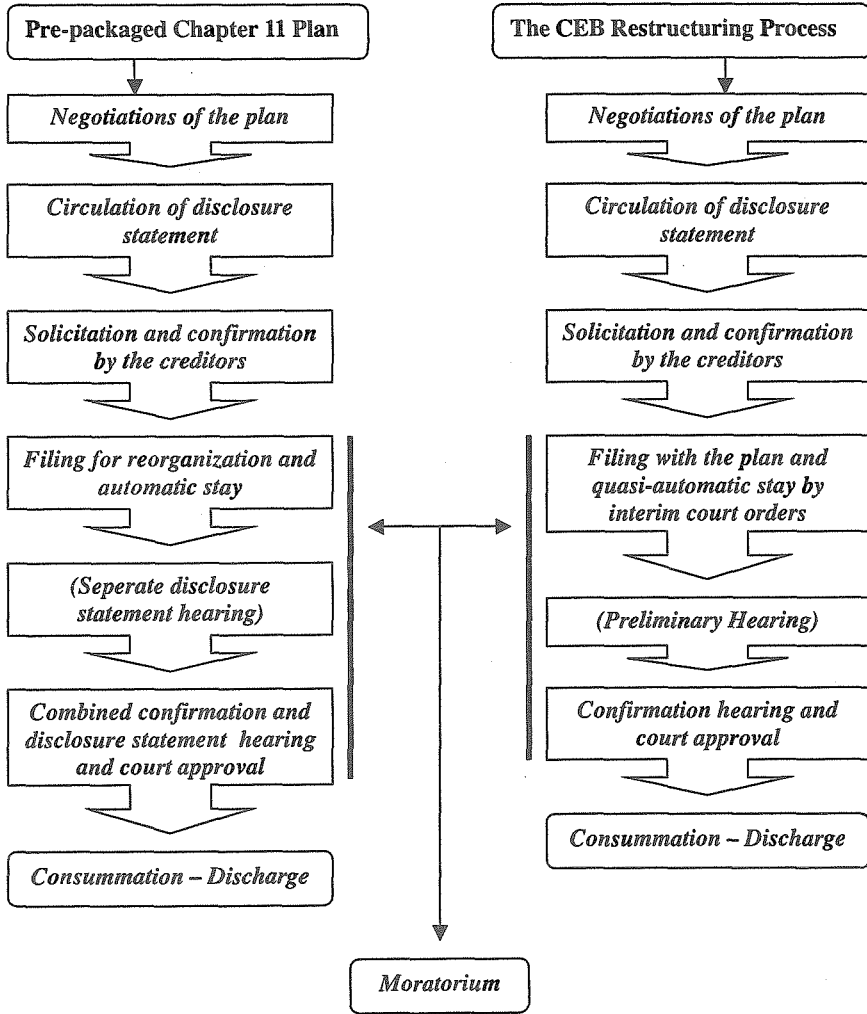 Pre-packaged Chapter 11 Plan
Negotiations of the plan
Circulation of disclosure
statement
Solicitation and confirmation
by the creditors
Filing for reorganization and
automatic stay
(Seperate disclosure
statement hearing)
Combined confirmation and
disclosure statement hearing
and court approval
Consummation – Discharge
The CEB Restructuring Process
Negotiations of the plan
Circulation of disclosure
statement
Solicitation and confirmation
by the creditors
Filing with the plan and
quasi-automatic stay by
interim court orders
(Preliminary Hearing)
Confirmation hearing and
court approval
Consummation – Discharge
Moratorium